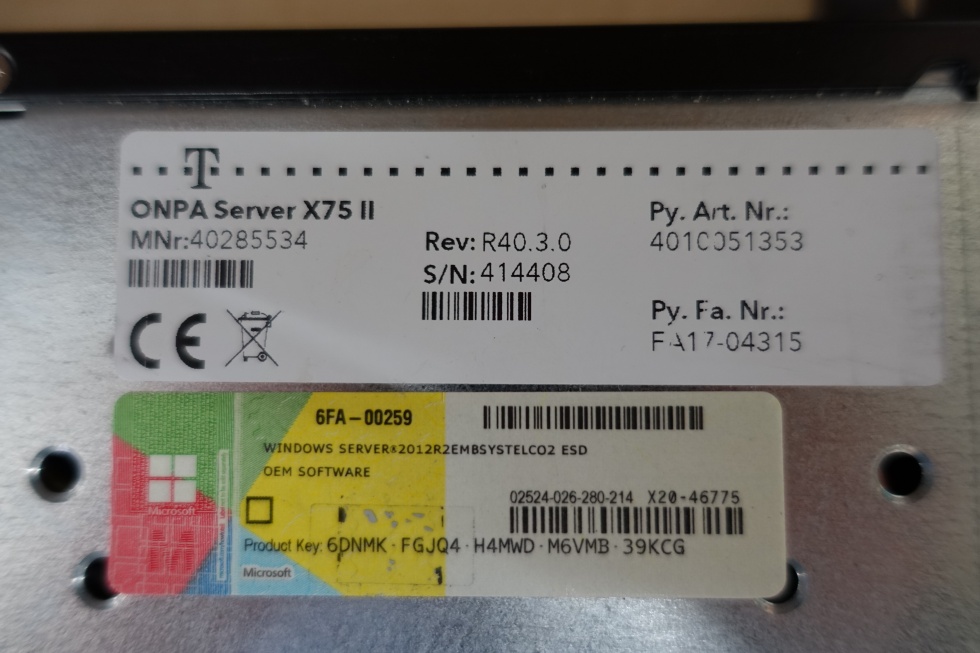 T
ONPA Server X75 II
MNr:40285534
Rev: R40.3.0
S/N: 414408
Py. Art. Nr.:
4010051353
Py. Fa. Nr.:
FA17-04315
CE
6FA-00259
WINDOWS SERVER®2012R2EMBSYSTELCO2 ESD
OEM SOFTWARE
02524-026-280-214 X20-46775
Product Key: 6DNMK-FGJQ4-H4MWD-M6VMB-39KCG
Microsoft
Microsoft